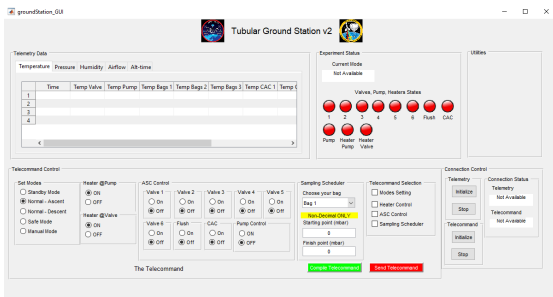 groundStation_GUI
Tubular Ground Station v2
Telemetry Data
Temperature Pressure Humidity Airflow Alt-time
Time Temp Valve Temp Pump Temp Bags 1 Temp Bags 2 Temp Bags 3 Temp CAC 1 Temp C
1
2
3
4
Experiment Status
Current Mode
Not Available
Valves, Pump, Heaters States
1 2 3 4 5 6 Flush CAC
Pump Heater Pump Heater Valve
Utilities
Telecommand Control
Set Modes
Standby Mode
Normal - Ascent
Normal - Descent
Safe Mode
Manual Mode
Heater @Pump
ON
OFF
Heater @Valve
ON
OFF
ASC Control
Valve 1 Valve 2 Valve 3 Valve 4 Valve 5
On On On On On
Off Off Off Off Off
Valve 6 Flush CAC Pump Control
On On On ON
Off Off Off OFF
Sampling Scheduler
Choose your bag
Bag 1
Non-Decimal ONLY
Starting point (mbar)
0
Finish point (mbar)
0
Telecommand Selection
Modes Setting
Heater Control
ASC Control
Sampling Scheduler
The Telecommand
Compile Telecommand
Send Telecommand
Connection Control
Telemetry
Initialize
Stop
Telecommand
Initialize
Stop
Connection Status
Telemetry
Not Available
Telecommand
Not Available